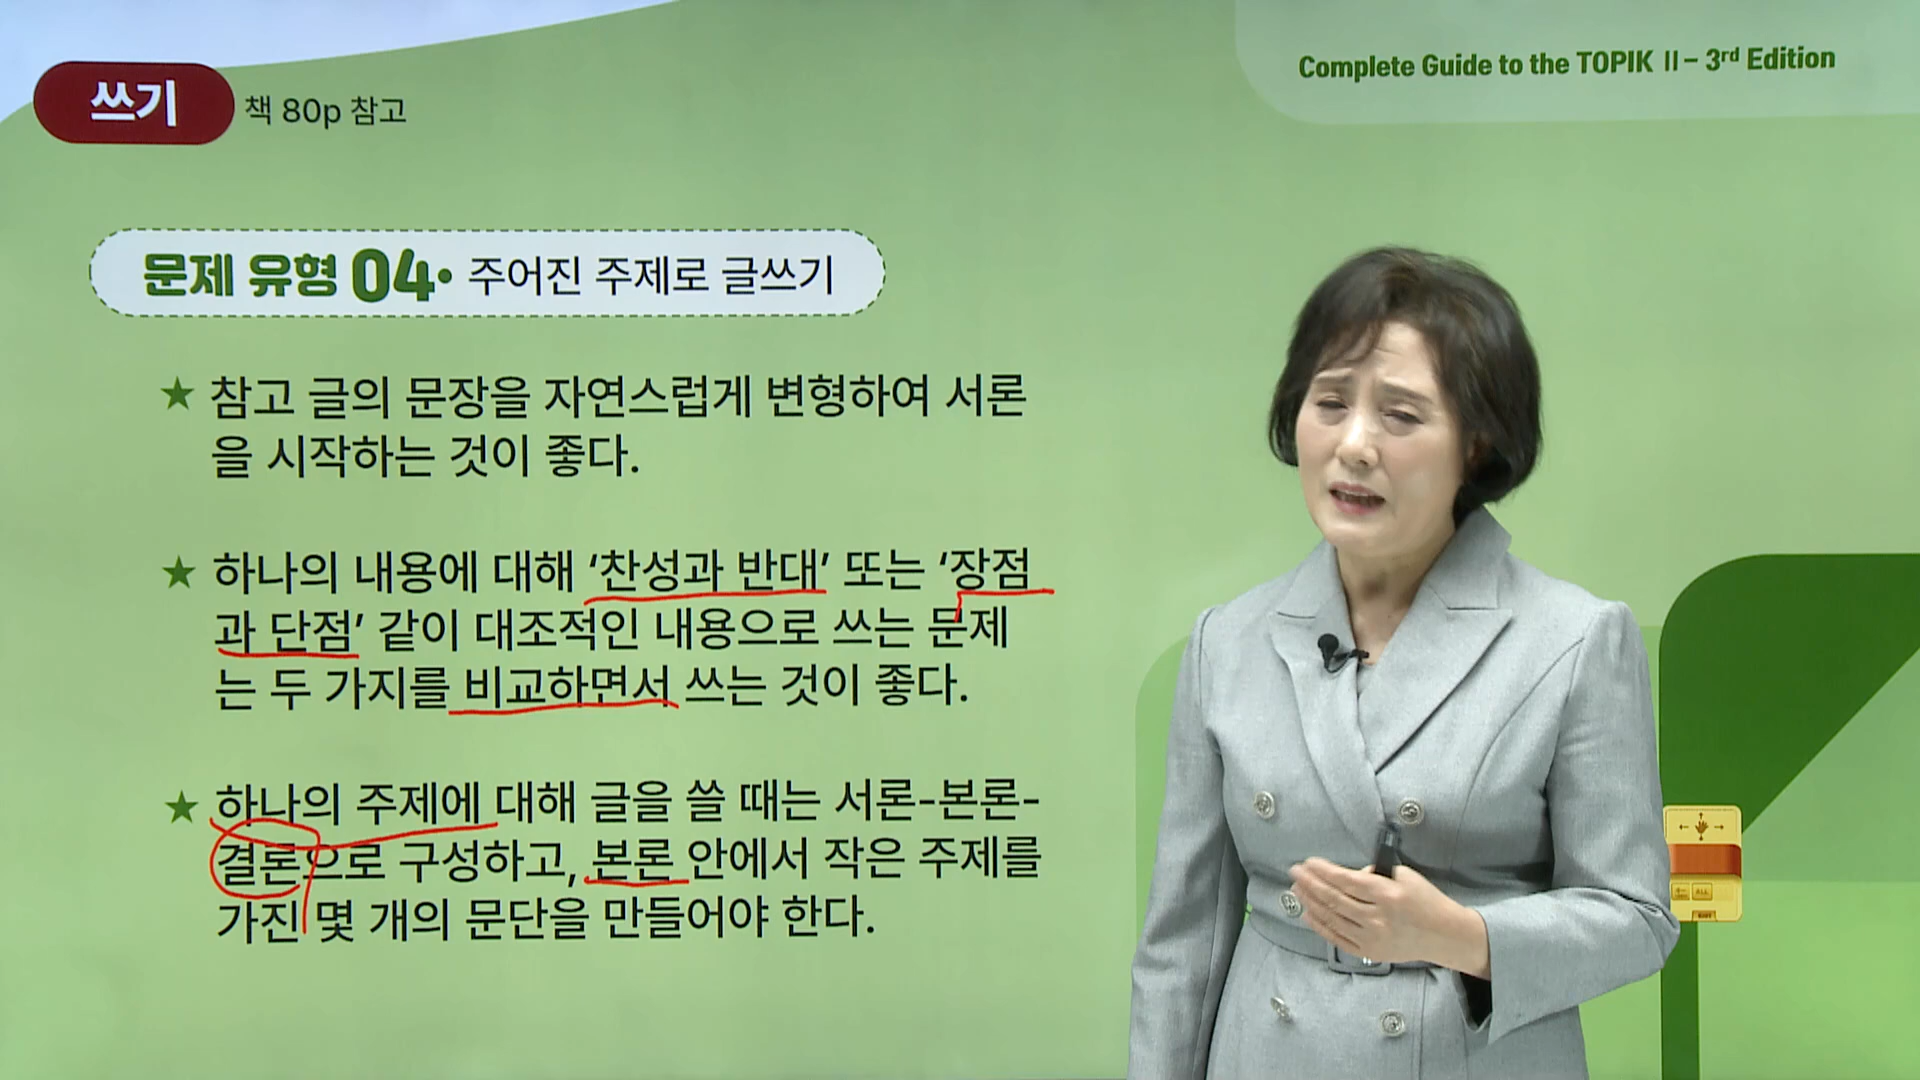 쓰기
책 80p 참고
Complete Guide to the TOPIK Ⅱ – 3rd Edition
문제 유형 04• 주어진 주제로 글쓰기
★ 참고 글의 문장을 자연스럽게 변형하여 서론
을 시작하는 것이 좋다.
★ 하나의 내용에 대해 ‘찬성과 반대’ 또는 ‘장점
과 단점’ 같이 대조적인 내용으로 쓰는 문제
는 두 가지를 비교하면서 쓰는 것이 좋다.
★ 하나의 주제에 대해 글을 쓸 때는 서론-본론-
결론으로 구성하고, 본론 안에서 작은 주제를
가진 몇 개의 문단을 만들어야 한다.
ALL